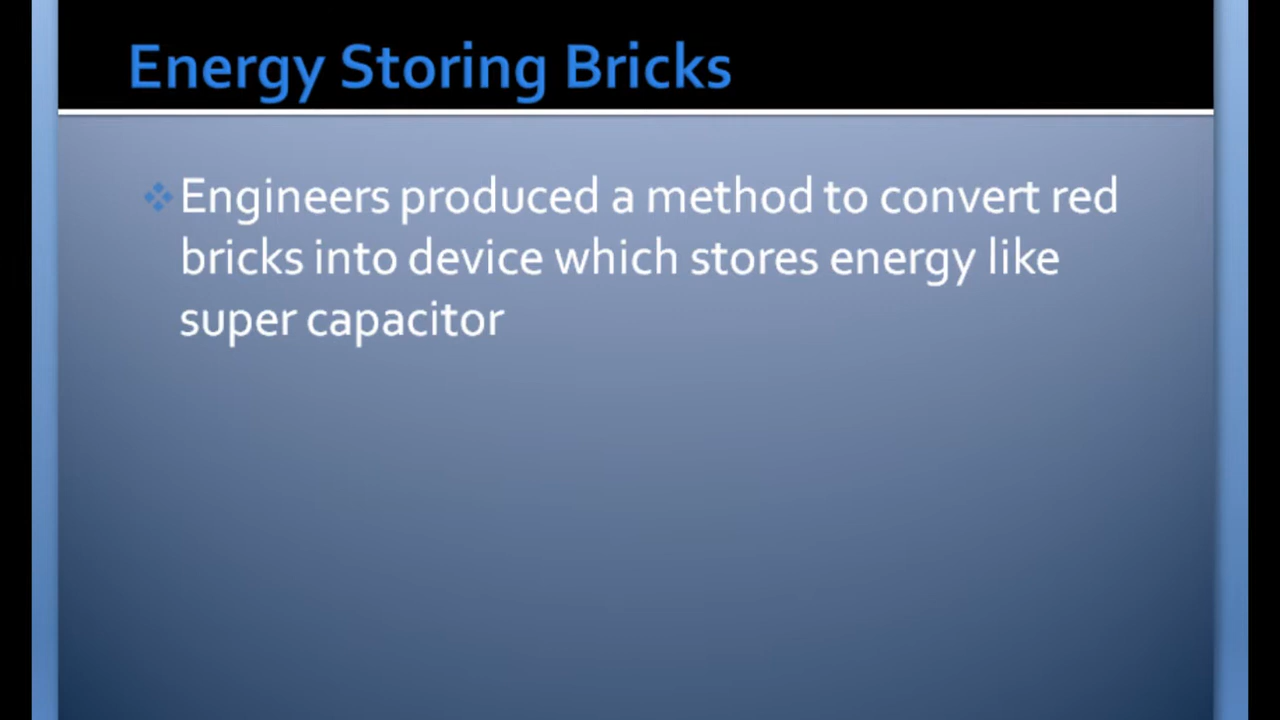 Energy Storing Bricks
Engineers produced a method to convert red
bricks into device which stores energy like
super capacitor